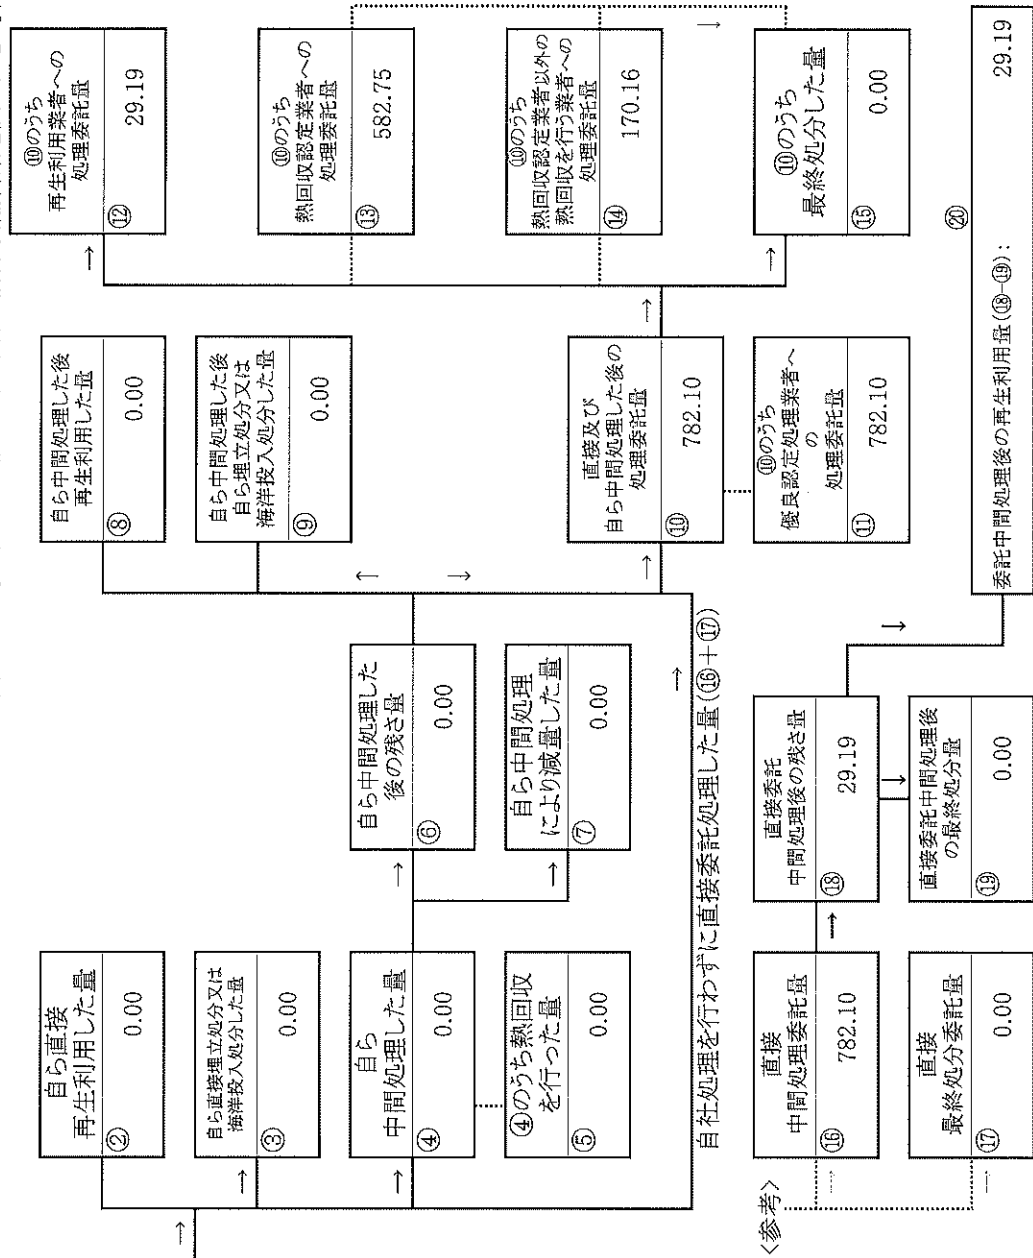 自ら直接
再生利用した量
②
0.00
自ら直接埋立処分又は
海洋投入処分した量
③
0.00
自ら
中間処理した量
④
0.00
④のうち熱回収
を行った量
⑤
0.00
自ら中間処理した
後の残さ量
⑥
0.00
自ら中間処理
により減量した量
⑦
0.00
自ら中間処理した後
再生利用した量
⑧
0.00
自ら中間処理した後
自ら埋立処分又は
海洋投入処分した量
⑨
0.00
直接及び
自ら中間処理した後の
処理委託量
⑩
782.10
⑩のうち
優良認定処理業者へ
の
処理委託量
⑪
782.10
⑩のうち
再生利用業者への
処理委託量
⑫
29.19
⑩のうち
熱回収認定業者への
処理委託量
⑬
582.75
⑩のうち
熱回収認定業者以外の
熱回収を行う業者への
処理委託量
⑭
170.16
⑩のうち
最終処分した量
⑮
0.00
自社処理を行わずに直接委託処理した量(⑯+⑰)
<参考>
直接
中間処理委託量
⑯
782.10
直接
最終処分委託量
⑰
0.00
直接委託
中間処理後の残さ量
⑱
29.19
直接委託中間処理後
の最終処分量
⑲
0.00
⑳
委託中間処理後の再生利用量(⑱-⑲):
29.19